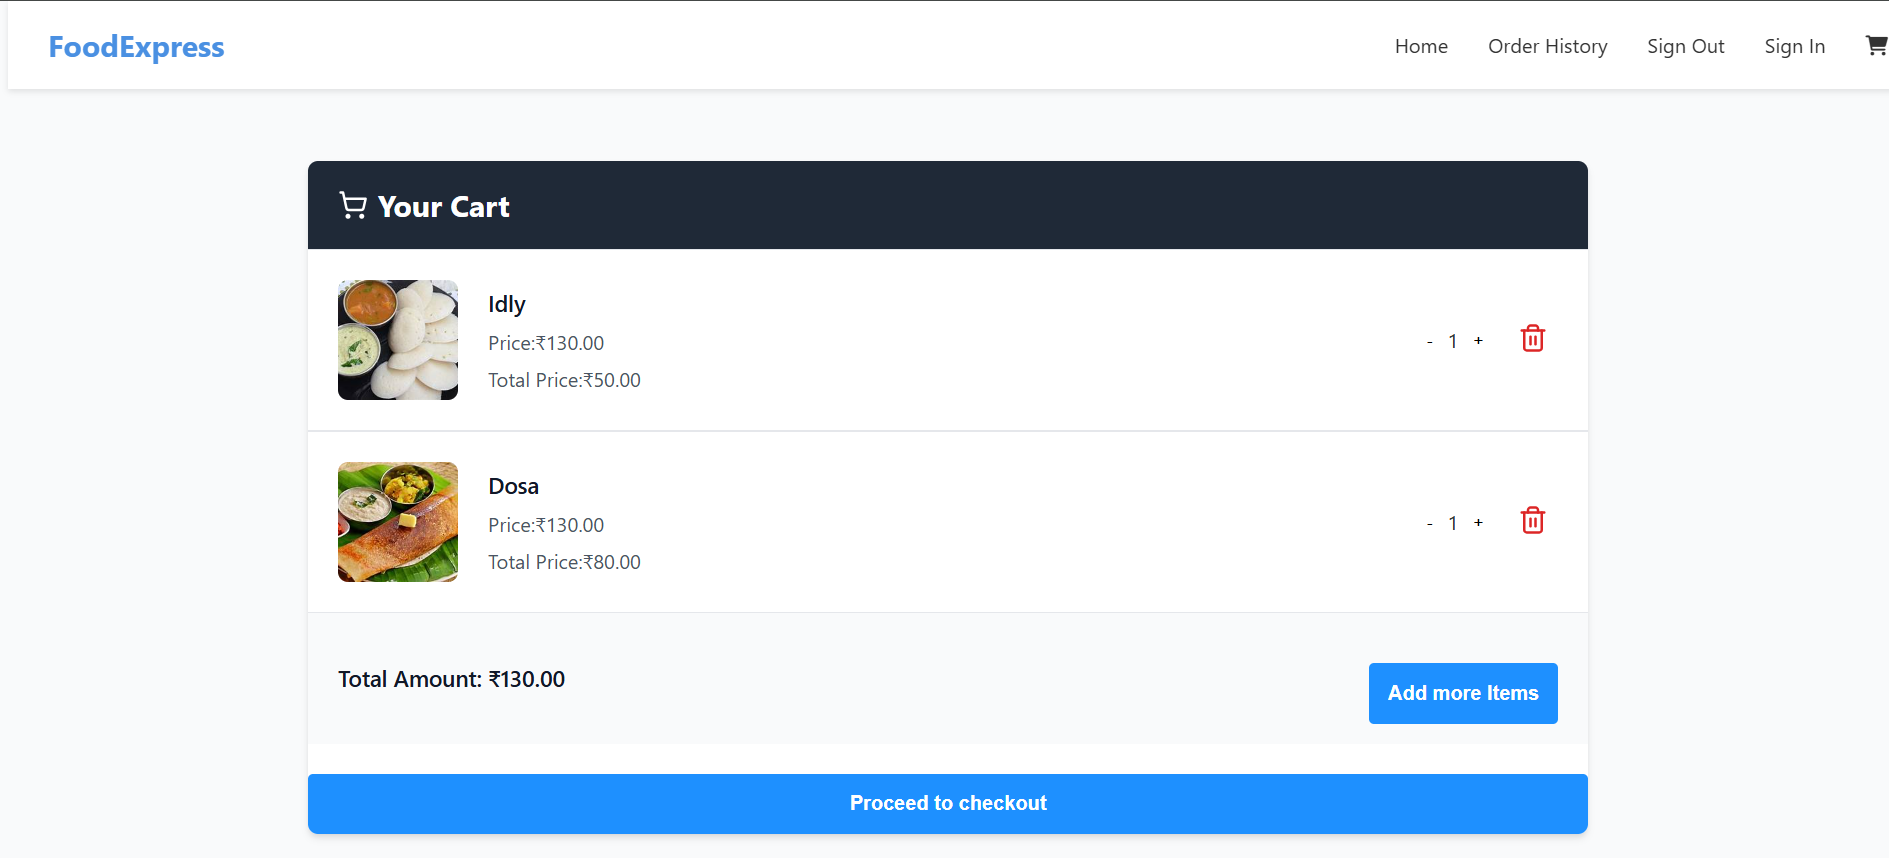 FoodExpress
Home Order History Sign Out Sign In
Your Cart
Idly
Price:₹130.00
Total Price:₹50.00
- 1 +
Dosa
Price:₹130.00
Total Price:₹80.00
- 1 +
Total Amount: ₹130.00
Add more Items
Proceed to checkout